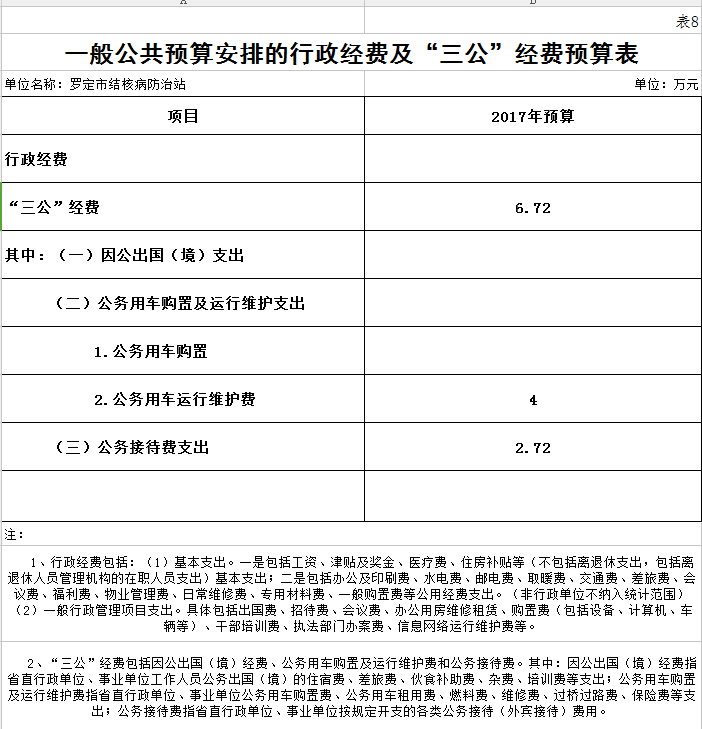 表8
一般公共预算安排的行政经费及“三公”经费预算表
单位名称：罗定市结核病防治站 单位：万元
项目 2017年预算
行政经费
“三公”经费 6.72
其中：（一）因公出国（境）支出
（二）公务用车购置及运行维护支出
1.公务用车购置
2.公务用车运行维护费 4
（三）公务接待费支出 2.72
注：
1、行政经费包括：（1）基本支出。一是包括工资、津贴及奖金、医疗费、住房补贴等（不包括离退休支出，包括离
退休人员管理机构的在职人员支出）基本支出；二是包括办公及印刷费、水电费、邮电费、取暖费、交通费、差旅费、会
议费、福利费、物业管理费、日常维修费、专用材料费、一般购置费等公用经费支出。（非行政单位不纳入统计范围）
（2）一般行政管理项目支出。具体包括出国费、招待费、会议费、办公用房维修租赁、购置费（包括设备、计算机、车
辆等）、干部培训费、执法部门办案费、信息网络运行维护费等。
2、“三公”经费包括因公出国（境）经费、公务用车购置及运行维护费和公务接待费。其中：因公出国（境）经费指
省直行政单位、事业单位工作人员公务出国（境）的住宿费、差旅费、伙食补助费、杂费、培训费等支出；公务用车购置
及运行维护费指省直行政单位、事业单位公务用车购置费、公务用车租用费、燃料费、维修费、过桥过路费、保险费等支
出；公务接待费指省直行政单位、事业单位按规定开支的各类公务接待（外宾接待）费用。